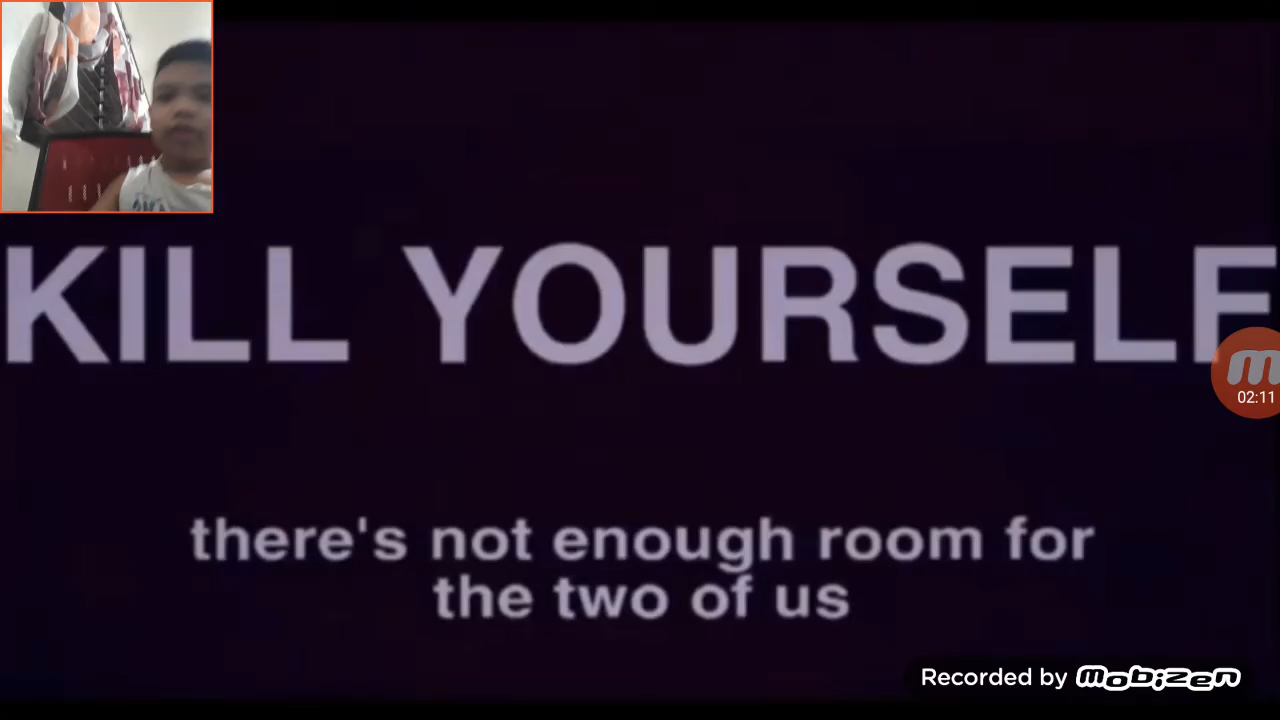 KILL YOURSELF
02:11
there's not enough room for
the two of us
Recorded by mobizen